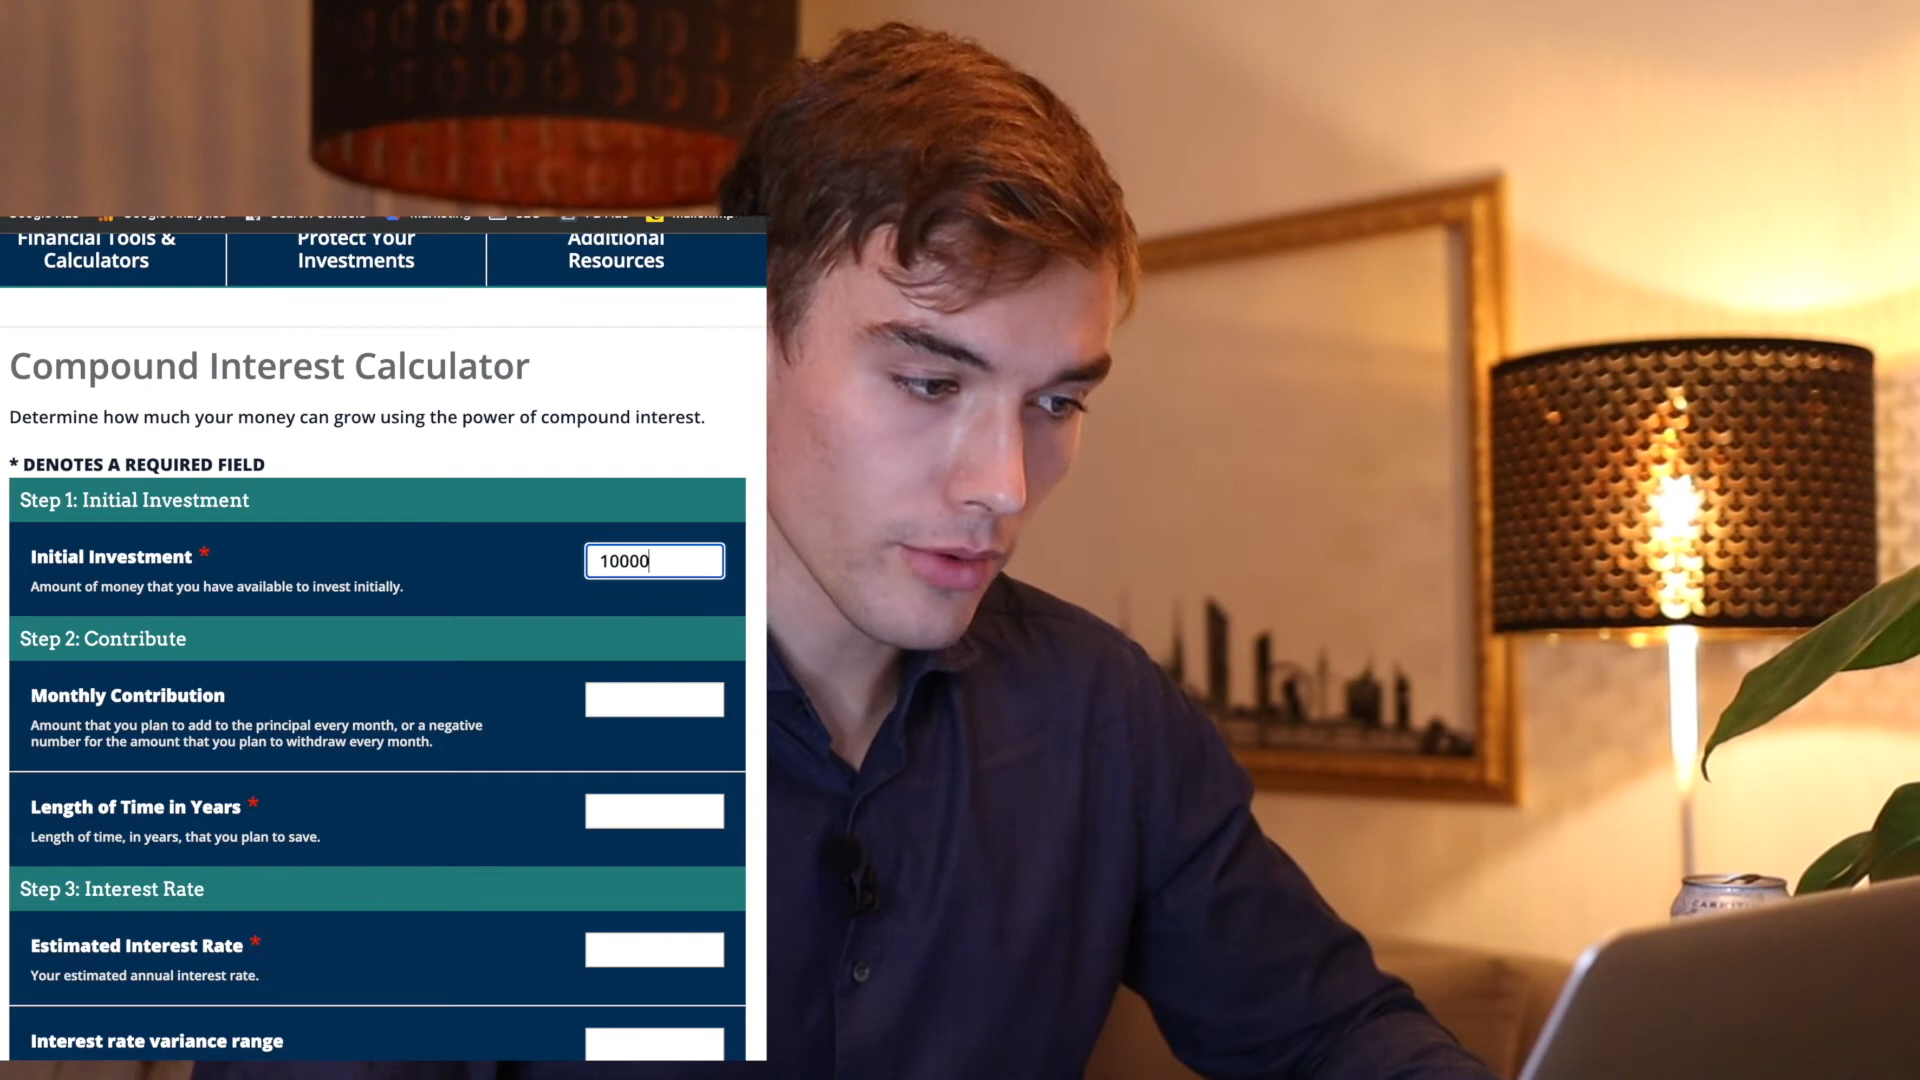 Financial Tools &
Calculators
Protect Your
Investments
Additional
Resources
Compound Interest Calculator
Determine how much your money can grow using the power of compound interest.
* DENOTES A REQUIRED FIELD
Step 1: Initial Investment
Initial Investment *
10000
Amount of money that you have available to invest initially.
Step 2: Contribute
Monthly Contribution
Amount that you plan to add to the principal every month, or a negative
number for the amount that you plan to withdraw every month.
Length of Time in Years *
Length of time, in years, that you plan to save.
Step 3: Interest Rate
Estimated Interest Rate *
Your estimated annual interest rate.
Interest rate variance range